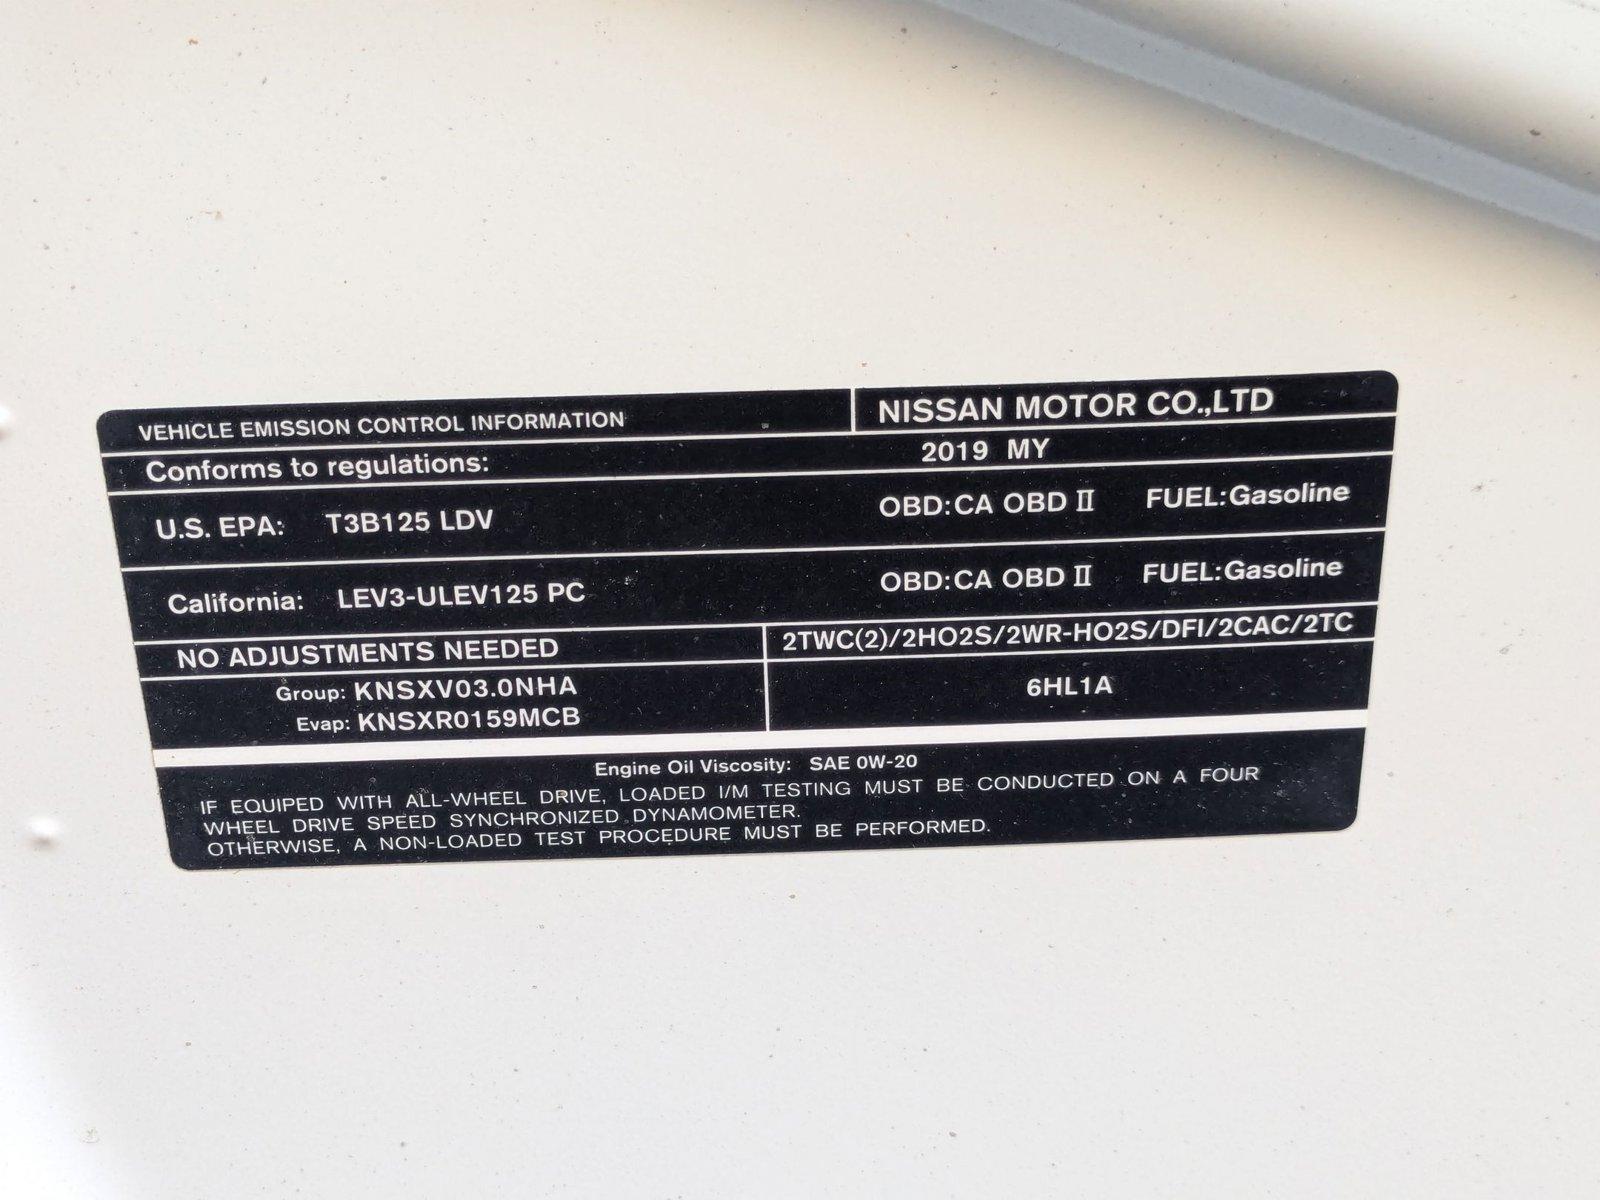 VEHICLE EMISSION CONTROL INFORMATION
NISSAN MOTOR CO.,LTD
Conforms to regulations:
2019 MY
U.S. EPA: T3B125 LDV OBD:CA OBD II FUEL:Gasoline
California: LEV3-ULEV125 PC OBD:CA OBD II FUEL:Gasoline
NO ADJUSTMENTS NEEDED
2TWC(2)/2HO2S/2WR-HO2S/DFI/2CAC/2TC
Group: KNSXV03.0NHA
Evap: KNSXR0159MCB
6HL1A
Engine Oil Viscosity: SAE 0W-20
IF EQUIPED WITH ALL-WHEEL DRIVE, LOADED I/M TESTING MUST BE CONDUCTED ON A FOUR
WHEEL DRIVE SPEED SYNCHRONIZED DYNAMOMETER.
OTHERWISE, A NON-LOADED TEST PROCEDURE MUST BE PERFORMED.